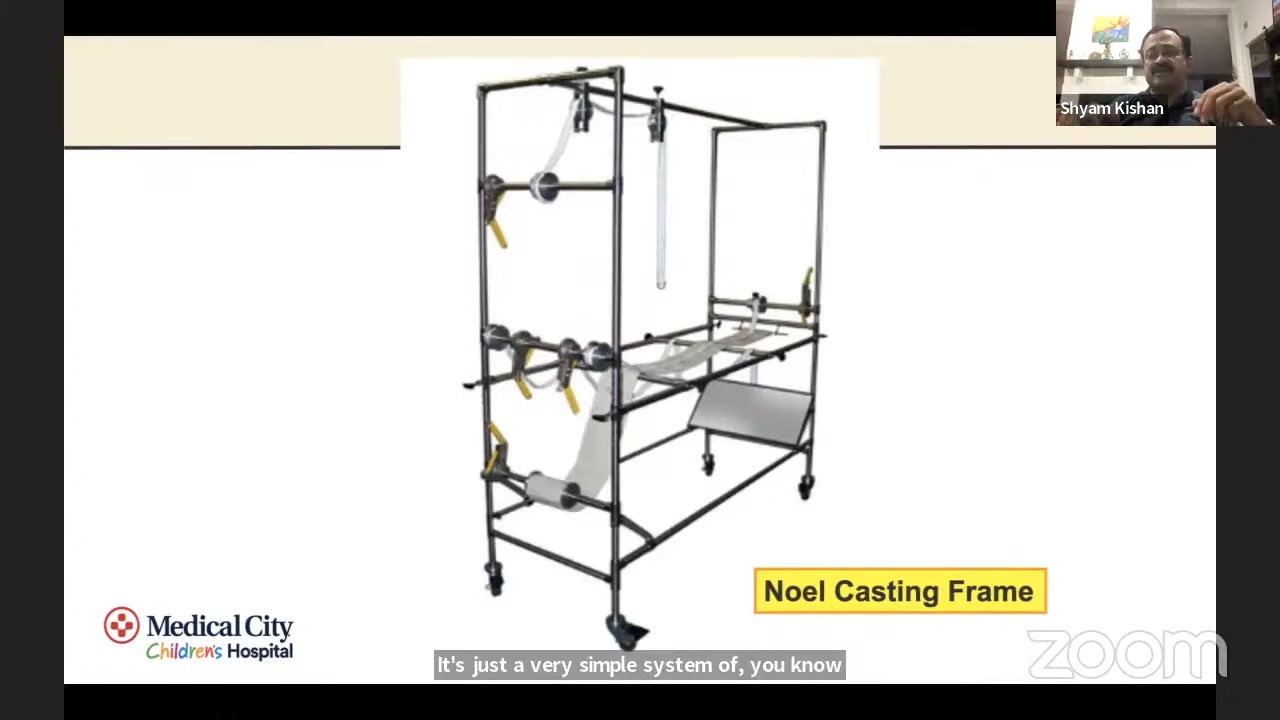 Shyam Kishan
Noel Casting Frame
Medical City
Children's Hospital
zoom
It's just a very simple system of, you know